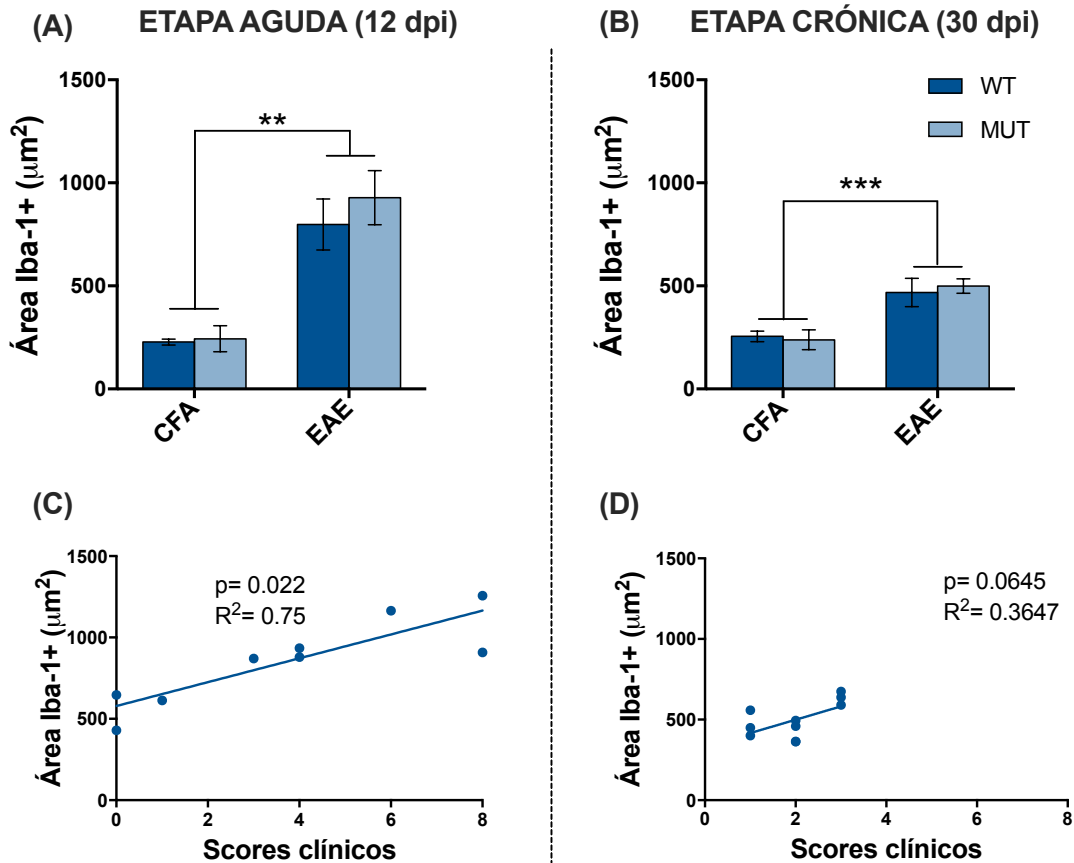 (A) ETAPA AGUDA (12 dpi)
1500
1000
500
0
Área Iba-1+ (μm²)
**
CFA
EAE
(B) ETAPA CRÓNICA (30 dpi)
1500
1000
500
0
Área Iba-1+ (μm²)
***
WT
MUT
CFA
EAE
(C)
1500
1000
500
0
Área Iba-1+ (μm²)
p= 0.022
R²= 0.75
0 2 4 6 8
Scores clínicos
(D)
1500
1000
500
0
Área Iba-1+ (μm²)
p= 0.0645
R²= 0.3647
0 2 4 6 8
Scores clínicos